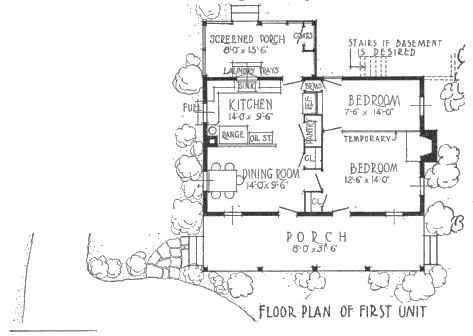 SCREENED PORCH
8'-0" x 15'-6"
COATS
STAIRS IF BASEMENT
IS DESIRED
LAUNDRY TRAYS
SINK
BRMS
FUEL
KITCHEN
14'-0" x 9'-6"
REF.
BEDROOM
7'-6" x 14'-0"
RANGE
OIL ST.
PANTRY
TEMPORARY
CL.
BEDROOM
12'-6" x 14'-0"
DINING ROOM
14'-0" x 9'-6"
CL.
PORCH
8'-0" x 31'-6"
FLOOR PLAN OF FIRST UNIT